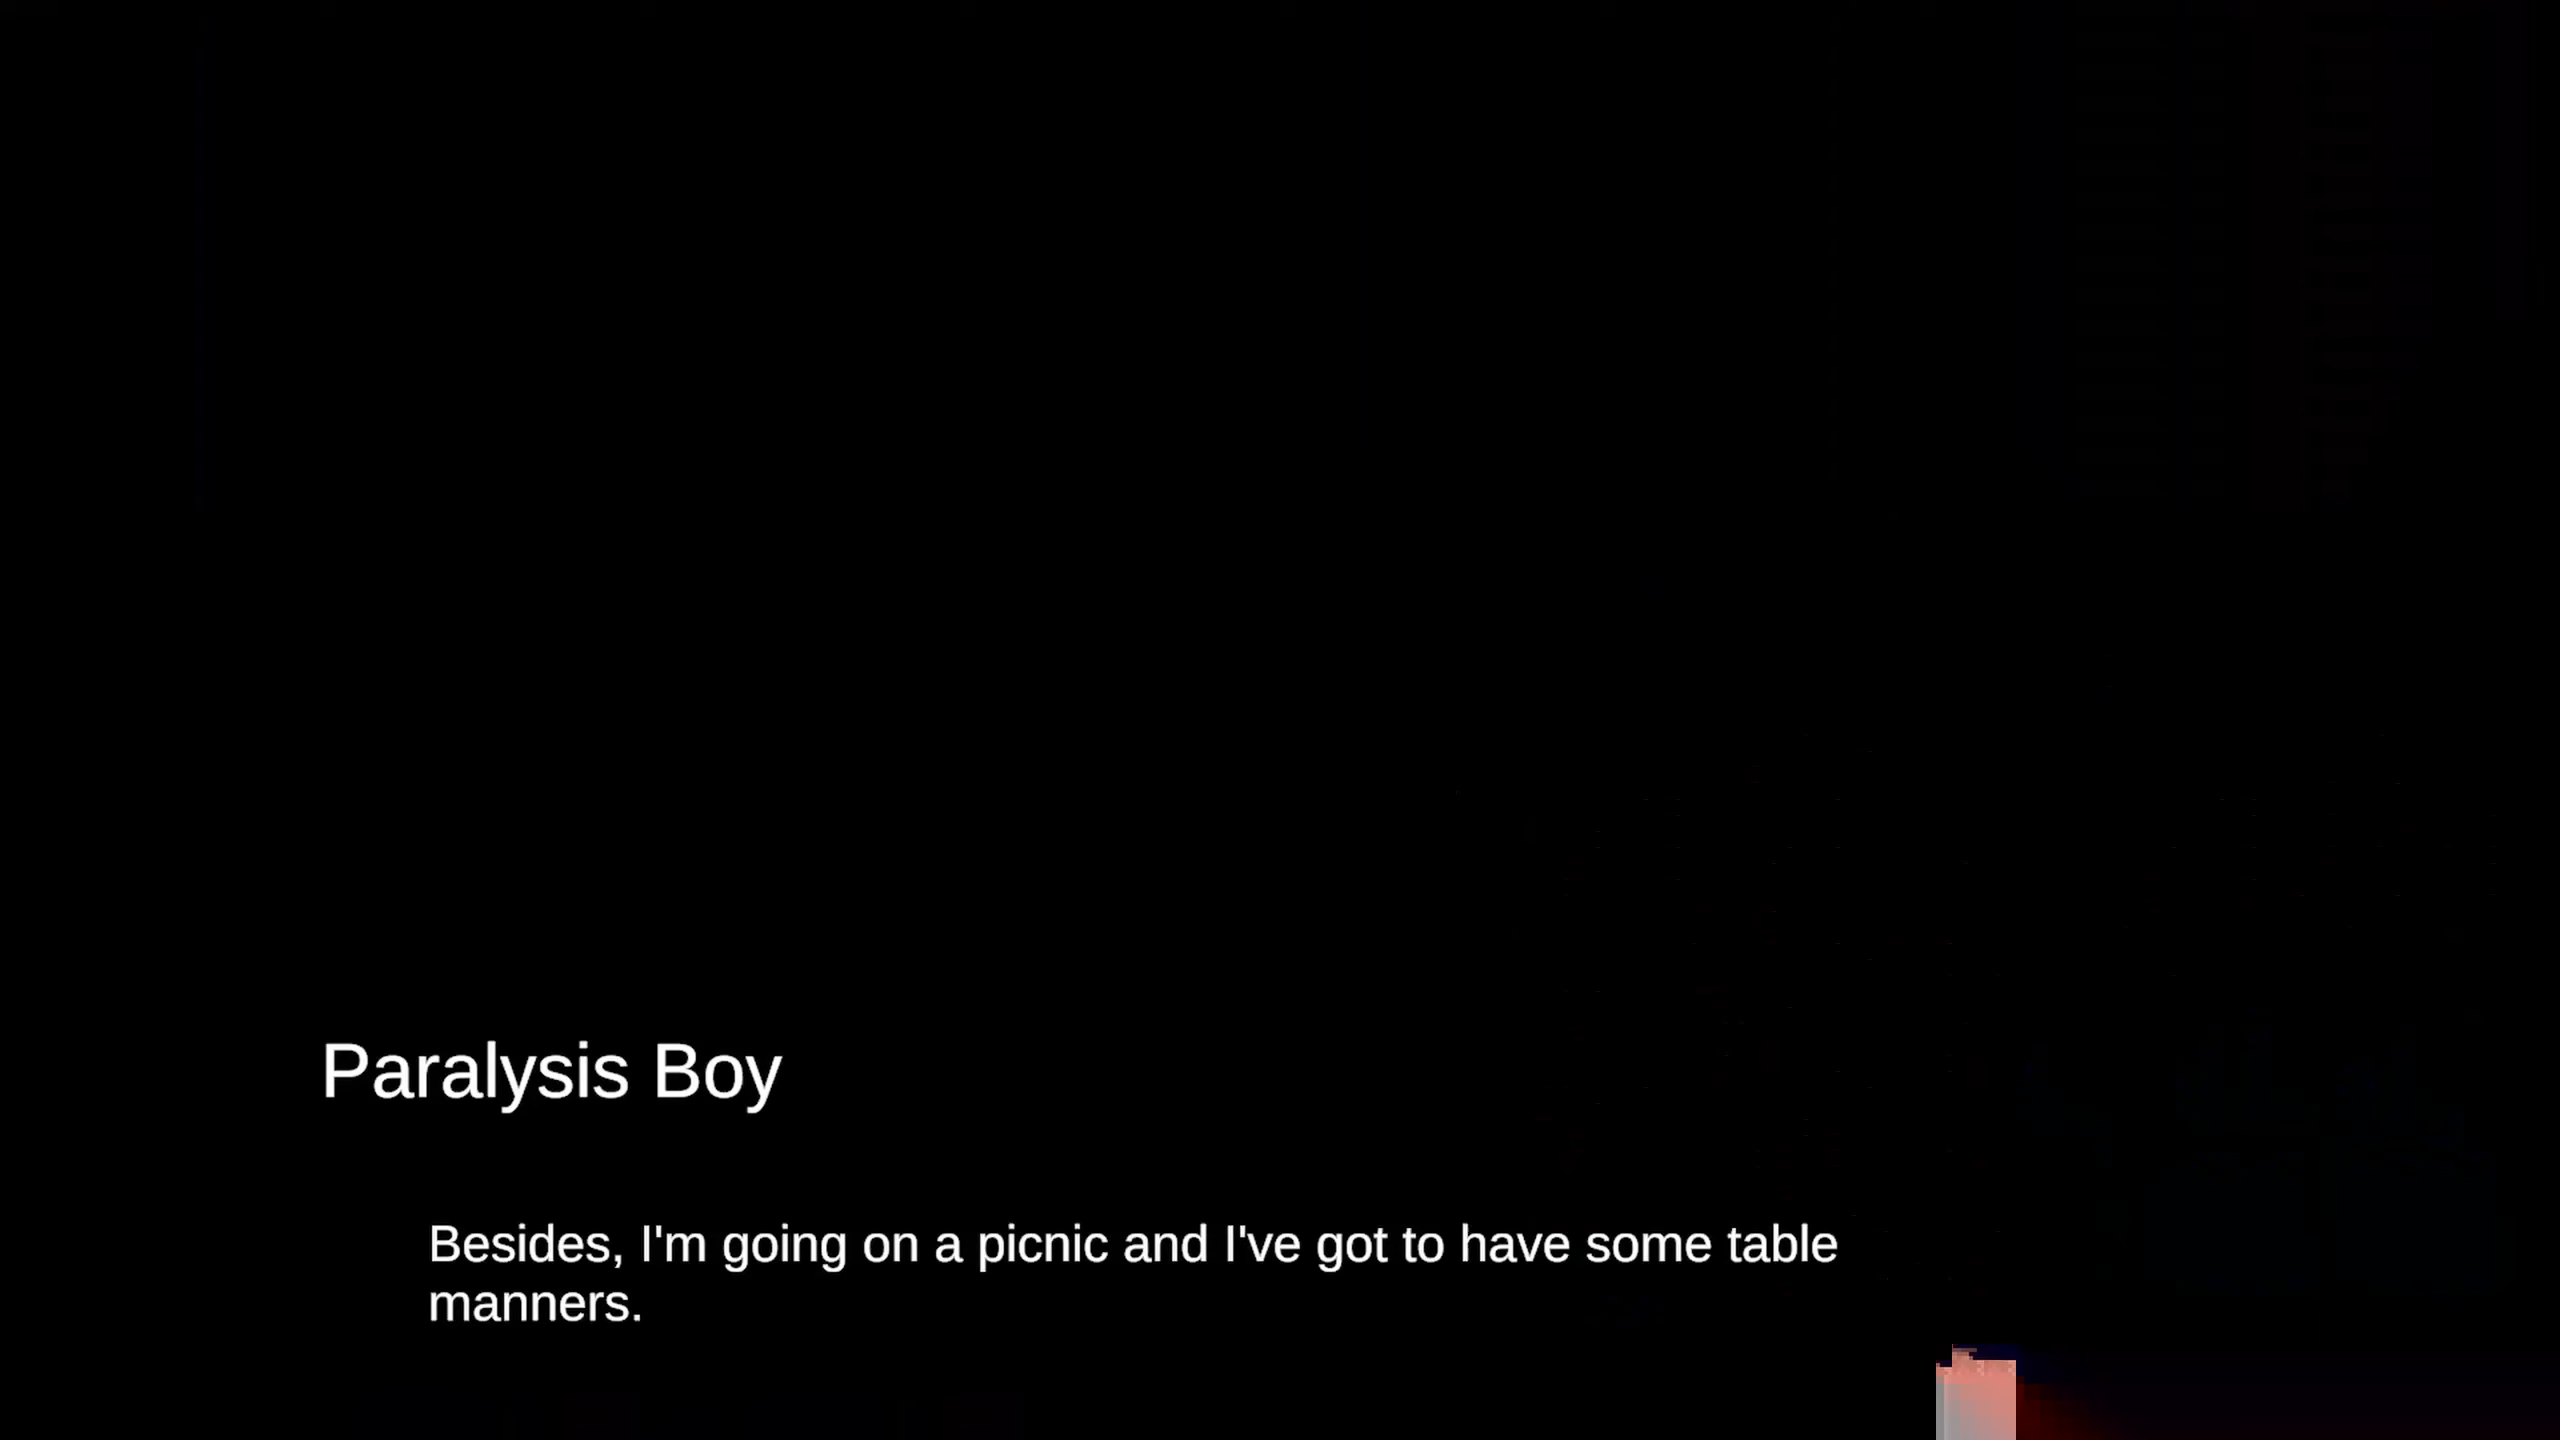 Paralysis Boy
Besides, I'm going on a picnic and I've got to have some table
manners.